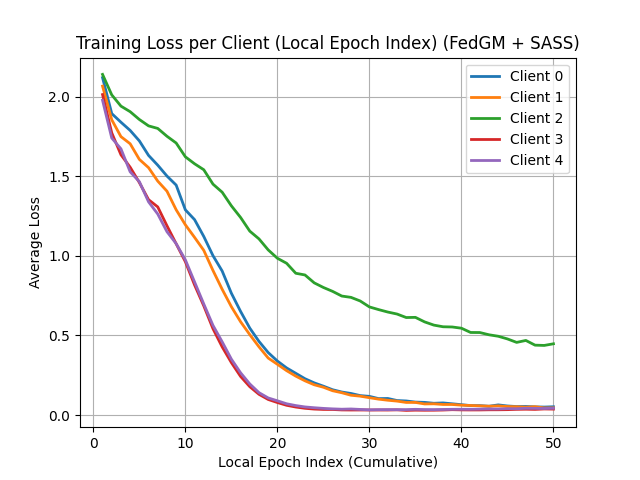 Training Loss per Client (Local Epoch Index) (FedGM + SASS)
Client 0
Client 1
Client 2
Client 3
Client 4
Average Loss
2.0
1.5
1.0
0.5
0.0
0 10 20 30 40 50
Local Epoch Index (Cumulative)